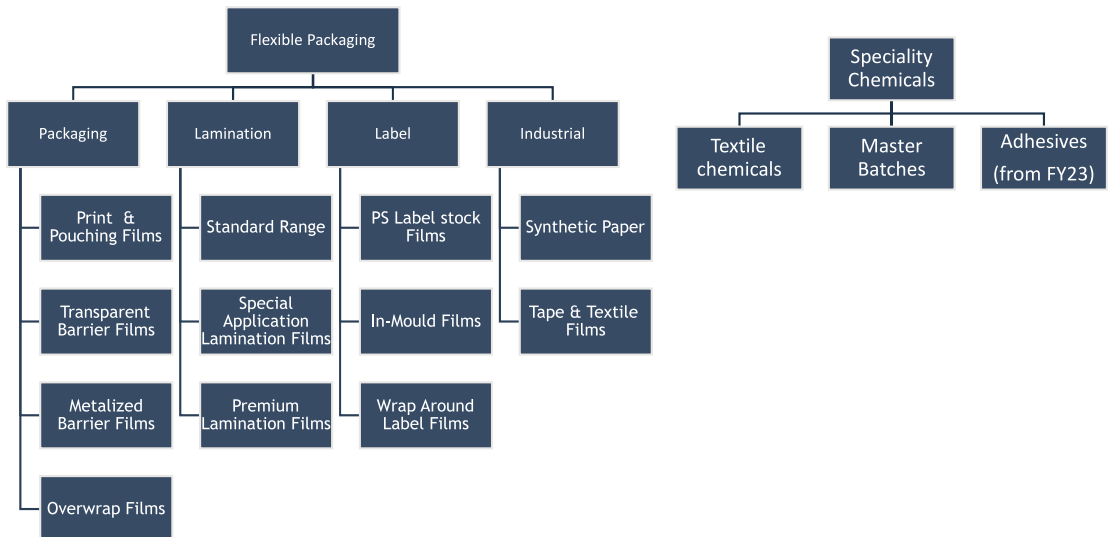 Flexible Packaging
Packaging
Lamination
Label
Industrial
Print & 
Pouching Films
Transparent
Barrier Films
Metalized
Barrier Films
Overwrap Films
Standard Range
Special
Application
Lamination Films
Premium
Lamination Films
PS Label stock
Films
In-Mould Films
Wrap Around
Label Films
Synthetic Paper
Tape & Textile
Films
Speciality
Chemicals
Textile
chemicals
Master
Batches
Adhesives
(from FY23)